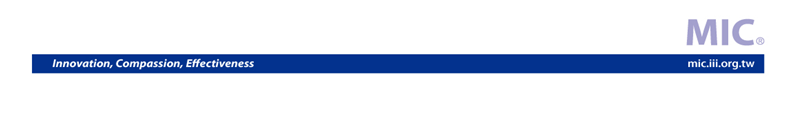 MIC®
Innovation, Compassion, Effectiveness mic.iii.org.tw